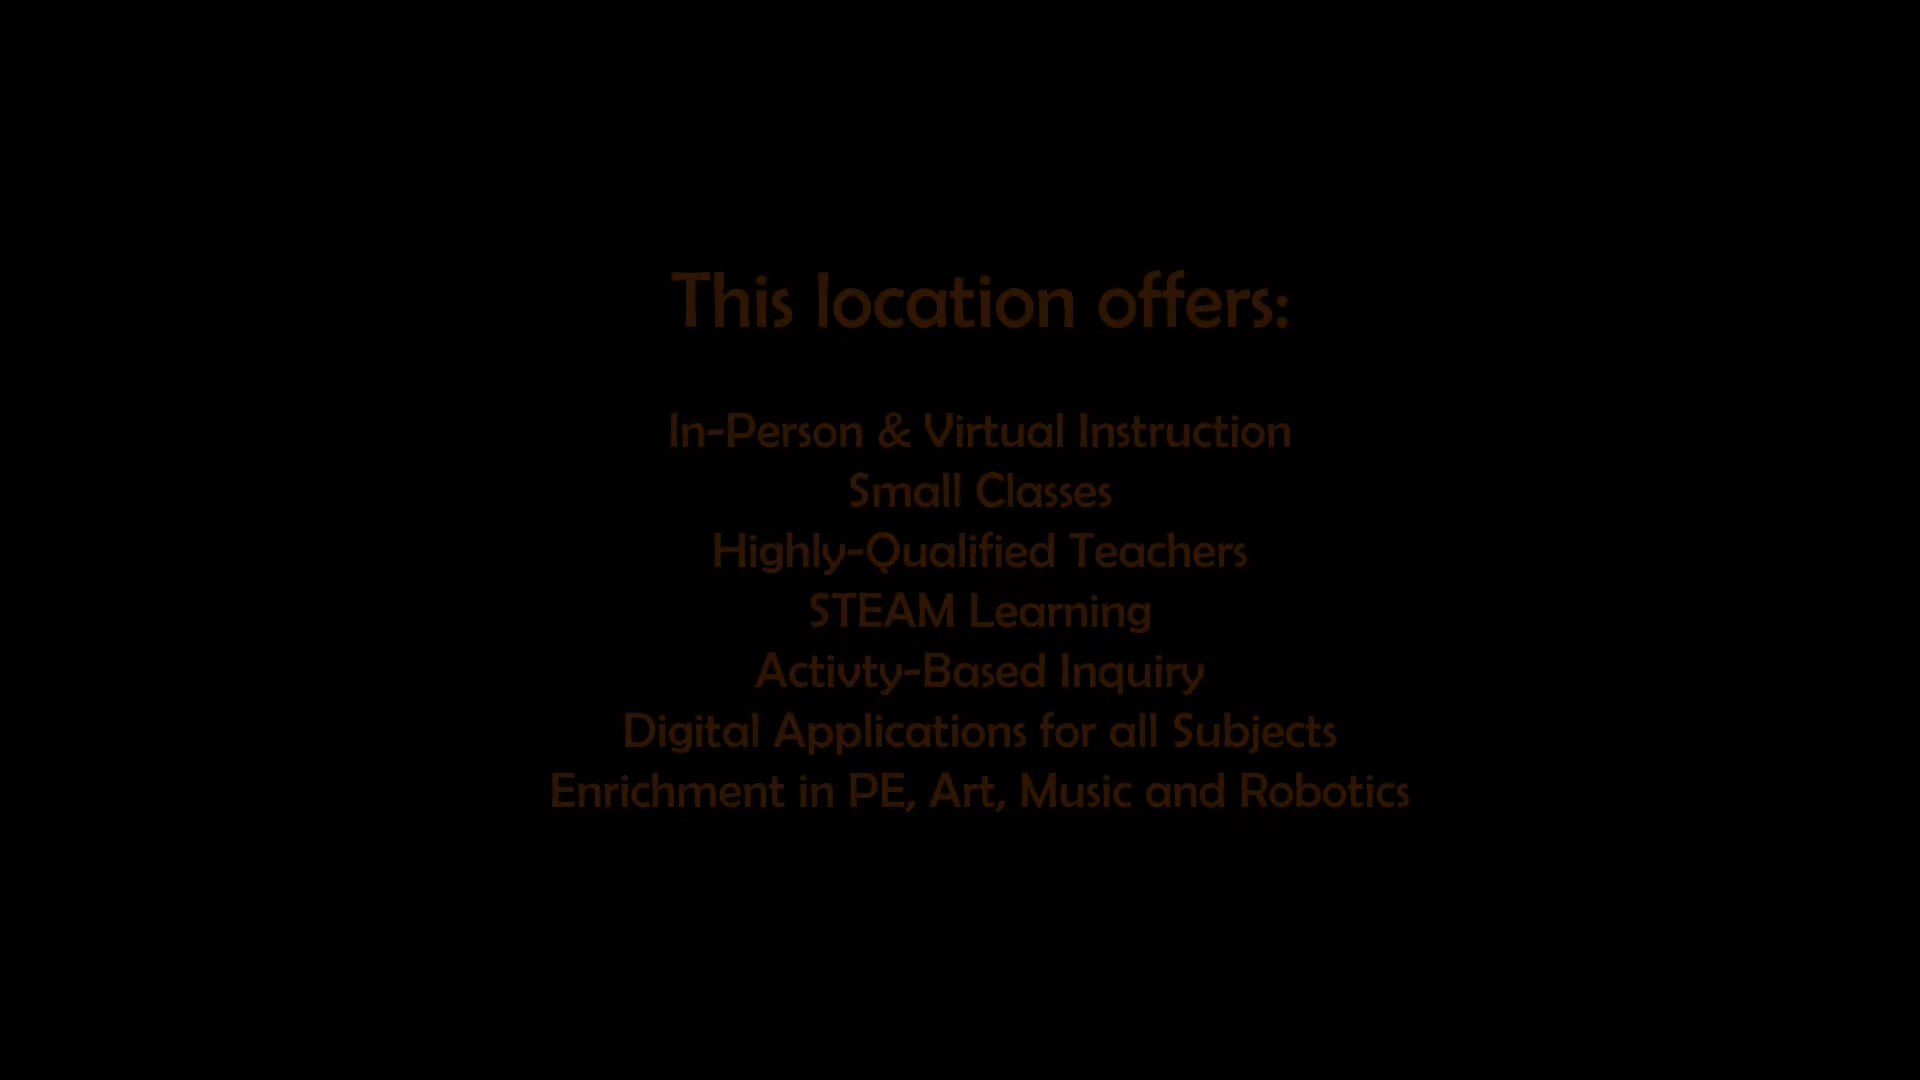 This location offers:
In-Person & Virtual Instruction
Small Classes
Highly-Qualified Teachers
STEAM Learning
Activty-Based Inquiry
Digital Applications for all Subjects
Enrichment in PE, Art, Music and Robotics